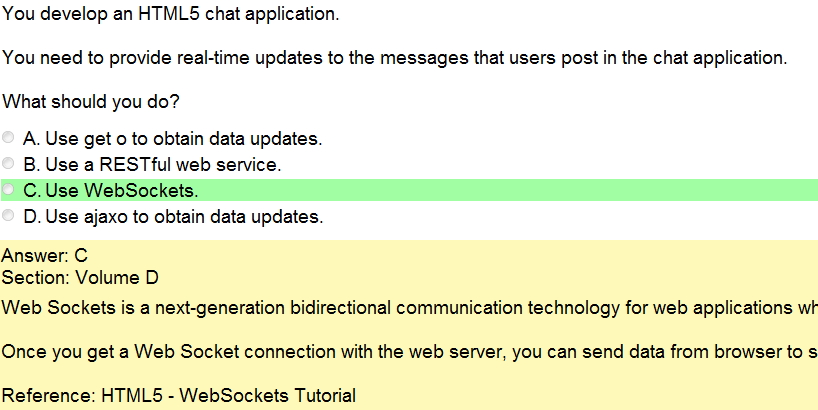 You develop an HTML5 chat application.
You need to provide real-time updates to the messages that users post in the chat application.
What should you do?
A. Use get o to obtain data updates.
B. Use a RESTful web service.
C. Use WebSockets.
D. Use ajaxo to obtain data updates.
Answer: C
Section: Volume D
Web Sockets is a next-generation bidirectional communication technology for web applications wh
Once you get a Web Socket connection with the web server, you can send data from browser to s
Reference: HTML5 - WebSockets Tutorial